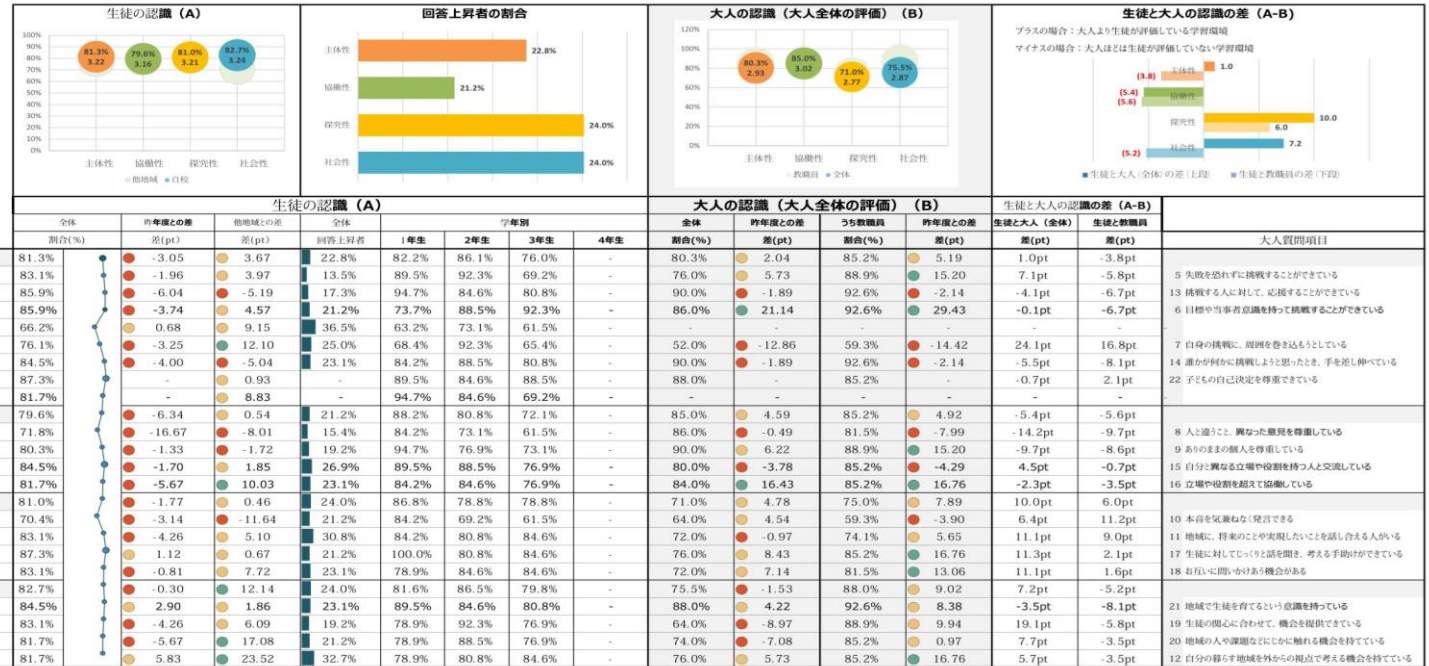 生徒の認識（A）
100%
90%
80%
70%
60%
50%
40%
30%
20%
10%
0%
81.3%
3.22
79.6%
3.16
81.0%
3.21
82.7%
3.24
主体性 協働性 探究性 社会性
他地域 自校
回答上昇者の割合
主体性 22.8%
協働性 21.2%
探究性 24.0%
社会性 24.0%
大人の認識（大人全体の評価）（B）
120%
100%
80%
60%
40%
20%
0%
80.3%
2.93
85.0%
3.02
71.0%
2.77
75.5%
2.87
主体性 協働性 探究性 社会性
教職員 全体
生徒と大人の認識の差（A-B）
プラスの場合：大人より生徒が評価している学習環境
マイナスの場合：大人ほどは生徒が評価していない学習環境
主体性 1.0
(3.8)
(5.4)
協働性
(5.6)
探究性 10.0
6.0
社会性 7.2
(5.2)
■生徒と大人（全体）の差（上段） ■生徒と教職員の差（下段）
生徒の認識（A） 大人の認識（大人全体の評価）（B） 生徒と大人の認識の差（A-B）
全体 昨年度との差 他地域との差 全体 学年別 全体 昨年度との差 うち教職員 昨年度との差 生徒と大人（全体） 生徒と教職員
割合(%) 差(pt) 差(pt) 回答上昇者 1年生 2年生 3年生 4年生 割合(%) 差(pt) 割合(%) 差(pt) 差(pt) 差(pt) 大人質問項目
81.3% -3.05 3.67 22.8% 82.2% 86.1% 76.0% - 80.3% 2.04 85.2% 5.19 1.0pt -3.8pt
83.1% -1.96 3.97 13.5% 89.5% 92.3% 69.2% - 76.0% 5.73 88.9% 15.20 7.1pt -5.8pt 5 失敗を恐れずに挑戦することができている
85.9% -6.04 -5.19 17.3% 94.7% 84.6% 80.8% - 90.0% -1.89 92.6% -2.14 -4.1pt -6.7pt 13 挑戦する人に対して、応援することができている
85.9% -3.74 4.57 21.2% 73.7% 88.5% 92.3% - 86.0% 21.14 92.6% 29.43 -0.1pt -6.7pt 6 目標や当事者意識を持って挑戦することができている
66.2% 0.68 9.15 36.5% 63.2% 73.1% 61.5% - - - - - - - -
76.1% -3.25 12.10 25.0% 68.4% 92.3% 65.4% - 52.0% -12.86 59.3% -14.42 24.1pt 16.8pt 7 自身の挑戦に、周囲を巻き込もうとしている
84.5% -4.00 -5.04 23.1% 84.2% 88.5% 80.8% - 90.0% -1.89 92.6% -2.14 -5.5pt -8.1pt 14 誰かが何かに挑戦しようと思ったとき、手を差し伸べている
87.3% - 0.93 - 89.5% 84.6% 88.5% - 88.0% - 85.2% - -0.7pt 2.1pt 22 子どもの自己決定を尊重できている
81.7% - 8.83 - 94.7% 84.6% 69.2% - - - - - - - -
79.6% -6.34 0.54 21.2% 88.2% 80.8% 72.1% - 85.0% 4.59 85.2% 4.92 -5.4pt -5.6pt
71.8% -16.67 -8.01 15.4% 84.2% 73.1% 61.5% - 86.0% -0.49 81.5% -7.99 -14.2pt -9.7pt 8 人と違うこと、異なった意見を尊重している
80.3% -1.33 -1.72 19.2% 94.7% 76.9% 73.1% - 90.0% 6.22 88.9% 15.20 -9.7pt -8.6pt 9 ありのままの個人を尊重している
84.5% -1.70 1.85 26.9% 89.5% 88.5% 76.9% - 80.0% -3.78 85.2% -4.29 4.5pt -0.7pt 15 自分と異なる立場や役割を持つ人と交流している
81.7% -5.67 10.03 23.1% 84.2% 84.6% 76.9% - 84.0% 16.43 85.2% 16.76 -2.3pt -3.5pt 16 立場や役割を超えて協働している
81.0% -1.77 0.46 24.0% 86.8% 78.8% 78.8% - 71.0% 4.78 75.0% 7.89 10.0pt 6.0pt
70.4% -3.14 -11.64 21.2% 84.2% 69.2% 61.5% - 64.0% 4.54 59.3% -3.90 6.4pt 11.2pt 10 本音を気兼ねなく発言できる
83.1% -4.26 5.10 30.8% 84.2% 80.8% 84.6% - 72.0% -0.97 74.1% 5.65 11.1pt 9.0pt 11 地域に、将来のことや実現したいことを話し合える人がいる
87.3% 1.12 0.67 21.2% 100.0% 80.8% 84.6% - 76.0% 8.43 85.2% 16.76 11.3pt 2.1pt 17 生徒に対してじっくりと話を聞き、考える手助けができている
83.1% -0.81 7.72 23.1% 78.9% 84.6% 84.6% - 72.0% 7.14 81.5% 13.06 11.1pt 1.6pt 18 お互いに問いかけあう機会がある
82.7% -0.30 12.14 24.0% 81.6% 86.5% 79.8% - 75.5% -1.53 88.0% 9.02 7.2pt -5.2pt
84.5% 2.90 1.86 23.1% 89.5% 84.6% 80.8% - 88.0% 4.22 92.6% 8.38 -3.5pt -8.1pt 21 地域で生徒を育てるという意識を持っている
83.1% -4.26 6.09 19.2% 78.9% 92.3% 76.9% - 64.0% -8.97 88.9% 9.94 19.1pt -5.8pt 19 生徒の関心に合わせて、機会を提供できている
81.7% -5.67 17.08 21.2% 78.9% 88.5% 76.9% - 74.0% -7.08 85.2% 0.97 7.7pt -3.5pt 20 地域の人や課題などにじかに触れる機会を持てている
81.7% 5.83 23.52 32.7% 78.9% 80.8% 84.6% - 76.0% 5.73 85.2% 16.76 5.7pt -3.5pt 12 自分の暮らす地域を外からの視点で考える機会を持てている